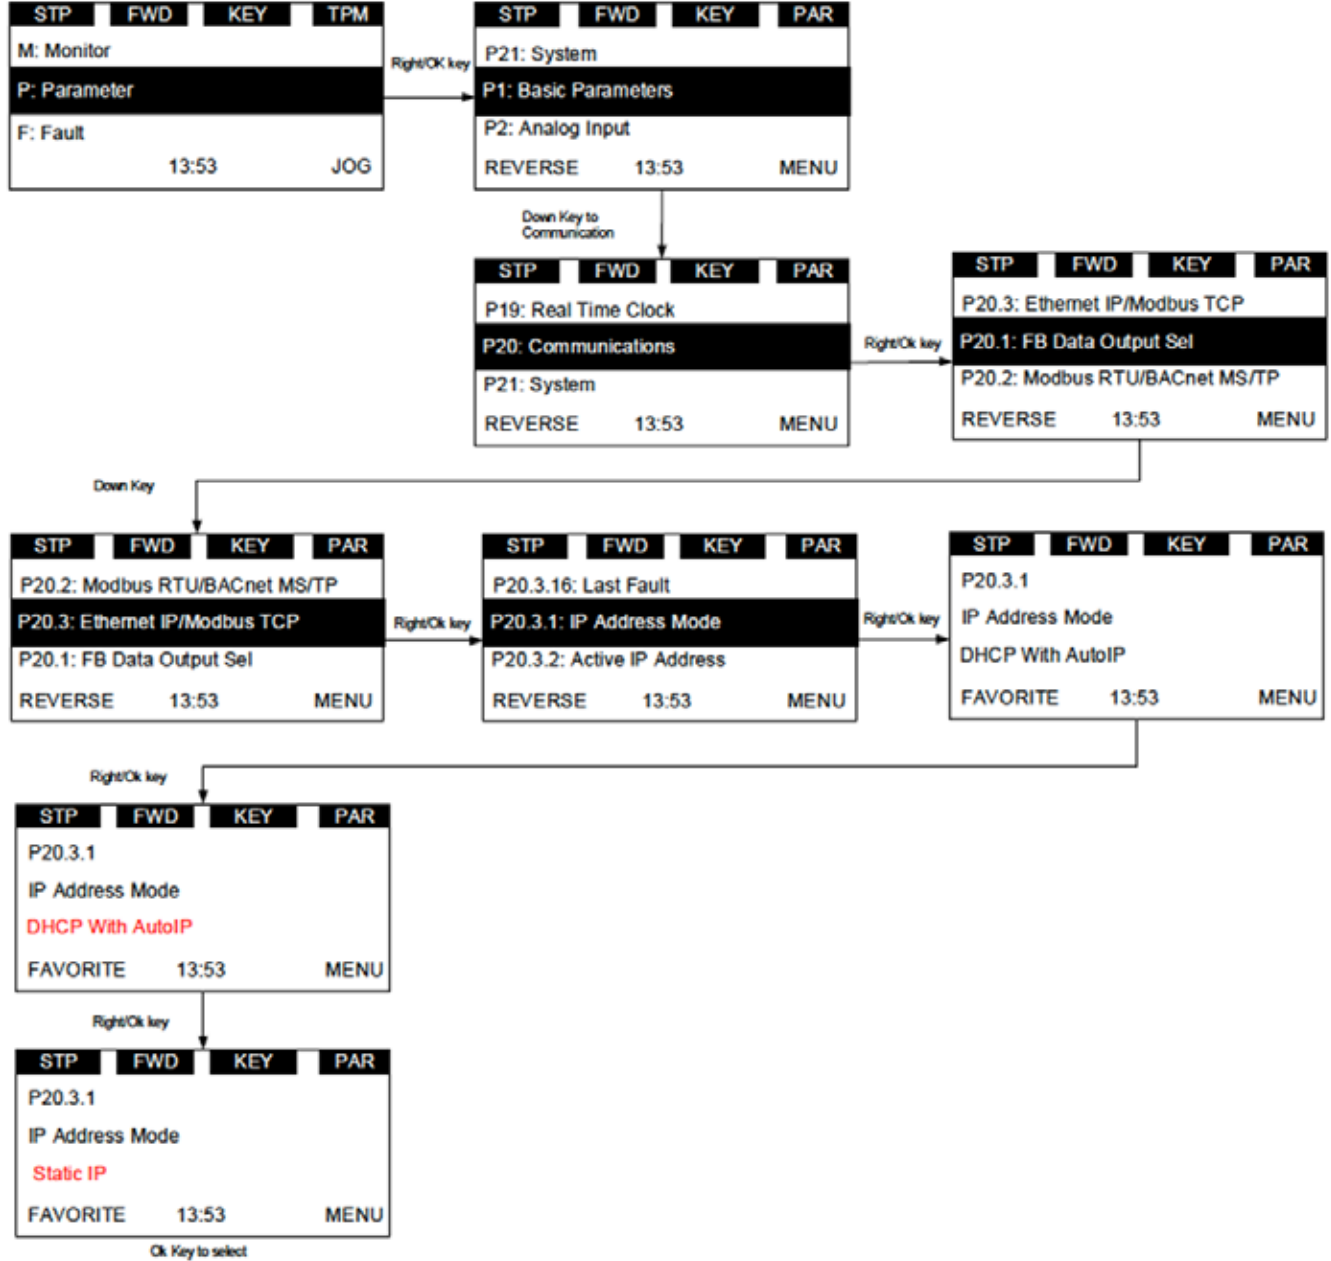 STP FWD KEY TPM
M: Monitor
P: Parameter
F: Fault
13:53 JOG
Right/OK key
STP FWD KEY PAR
P21: System
P1: Basic Parameters
P2: Analog Input
REVERSE 13:53 MENU
Down Key to
Communication
STP FWD KEY PAR
P19: Real Time Clock
P20: Communications
P21: System
REVERSE 13:53 MENU
Right/Ok key
STP FWD KEY PAR
P20.3: Ethernet IP/Modbus TCP
P20.1: FB Data Output Sel
P20.2: Modbus RTU/BACnet MS/TP
REVERSE 13:53 MENU
Down Key
STP FWD KEY PAR
P20.2: Modbus RTU/BACnet MS/TP
P20.3: Ethernet IP/Modbus TCP
P20.1: FB Data Output Sel
REVERSE 13:53 MENU
Right/Ok key
STP FWD KEY PAR
P20.3.16: Last Fault
P20.3.1: IP Address Mode
P20.3.2: Active IP Address
REVERSE 13:53 MENU
Right/Ok key
STP FWD KEY PAR
P20.3.1
IP Address Mode
DHCP With AutoIP
FAVORITE 13:53 MENU
Right/Ok key
STP FWD KEY PAR
P20.3.1
IP Address Mode
DHCP With AutoIP
FAVORITE 13:53 MENU
Right/Ok key
STP FWD KEY PAR
P20.3.1
IP Address Mode
Static IP
FAVORITE 13:53 MENU
Ok Key to select